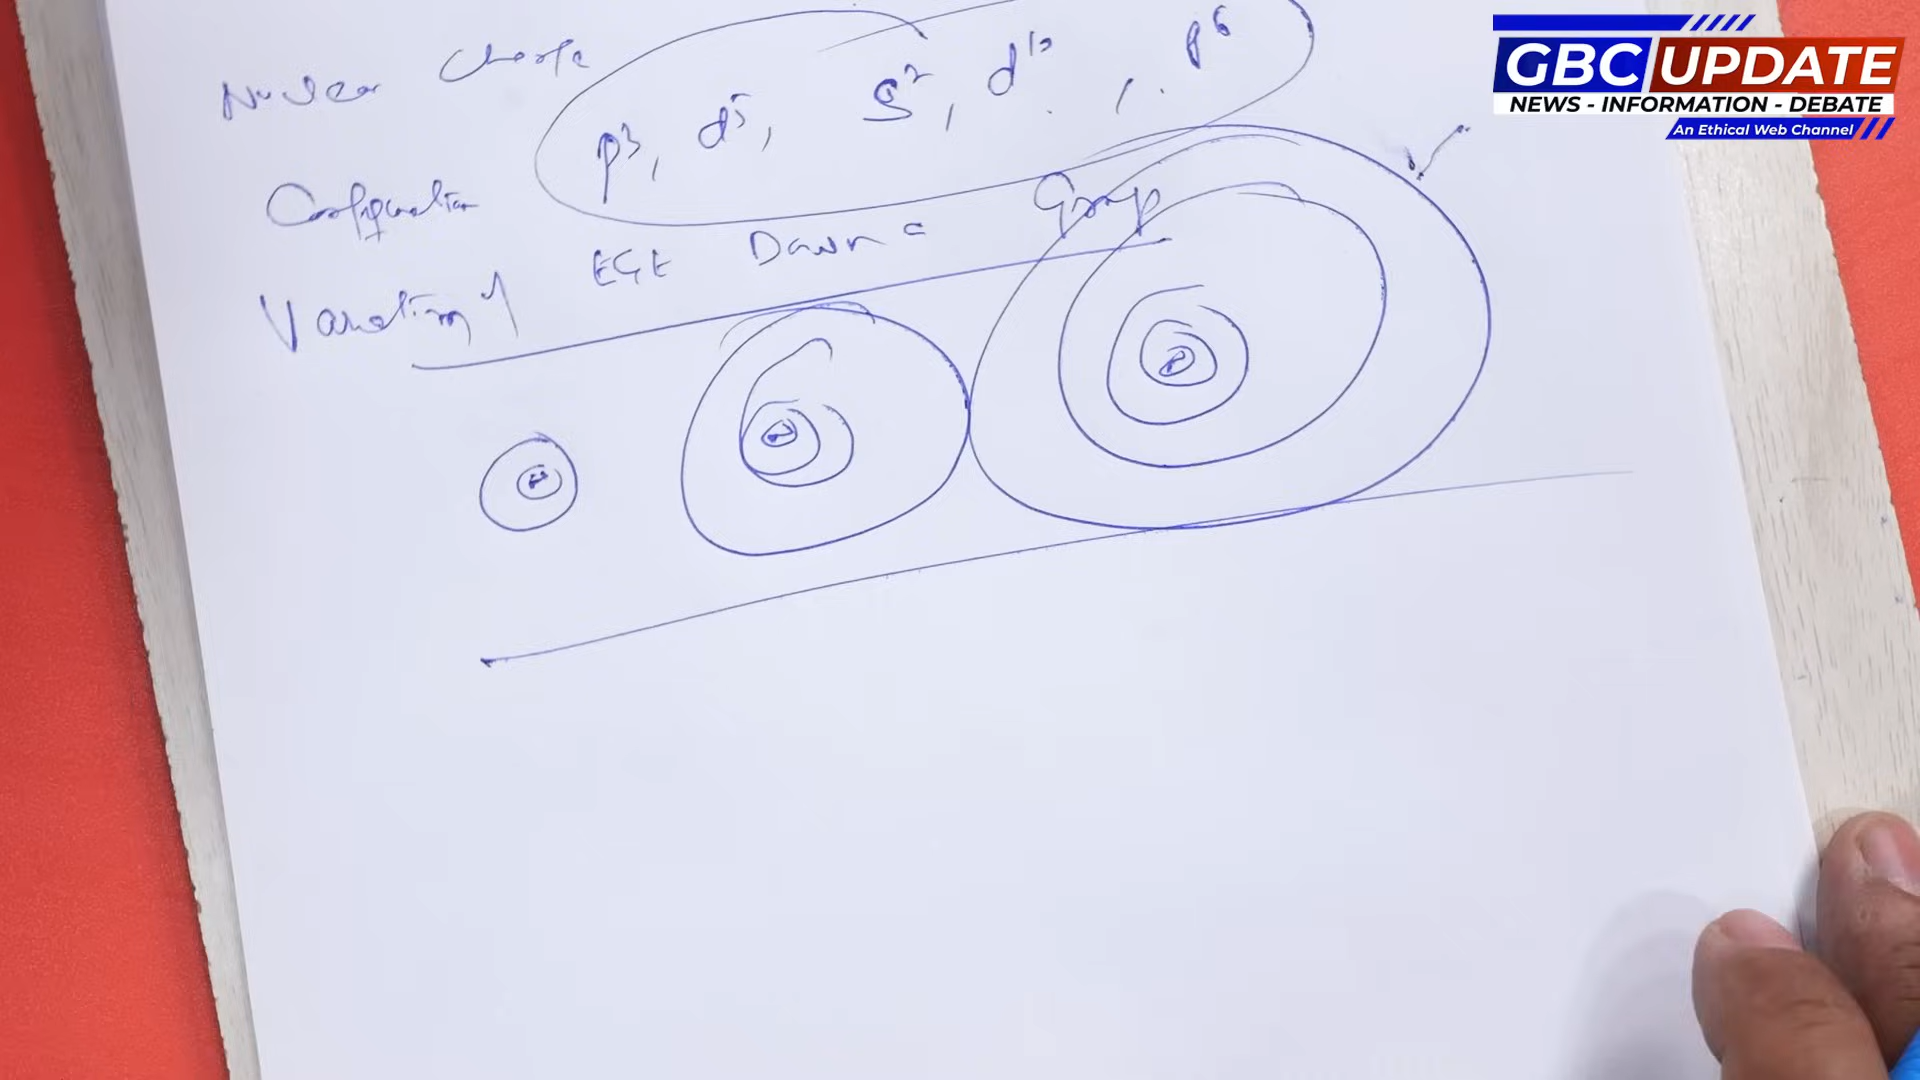 Nuclear Charge
p³, d⁵, s², d¹⁰, p⁶
Configuration
Variation of EGE Down a Group
GBC UPDATE
NEWS - INFORMATION - DEBATE
An Ethical Web Channel